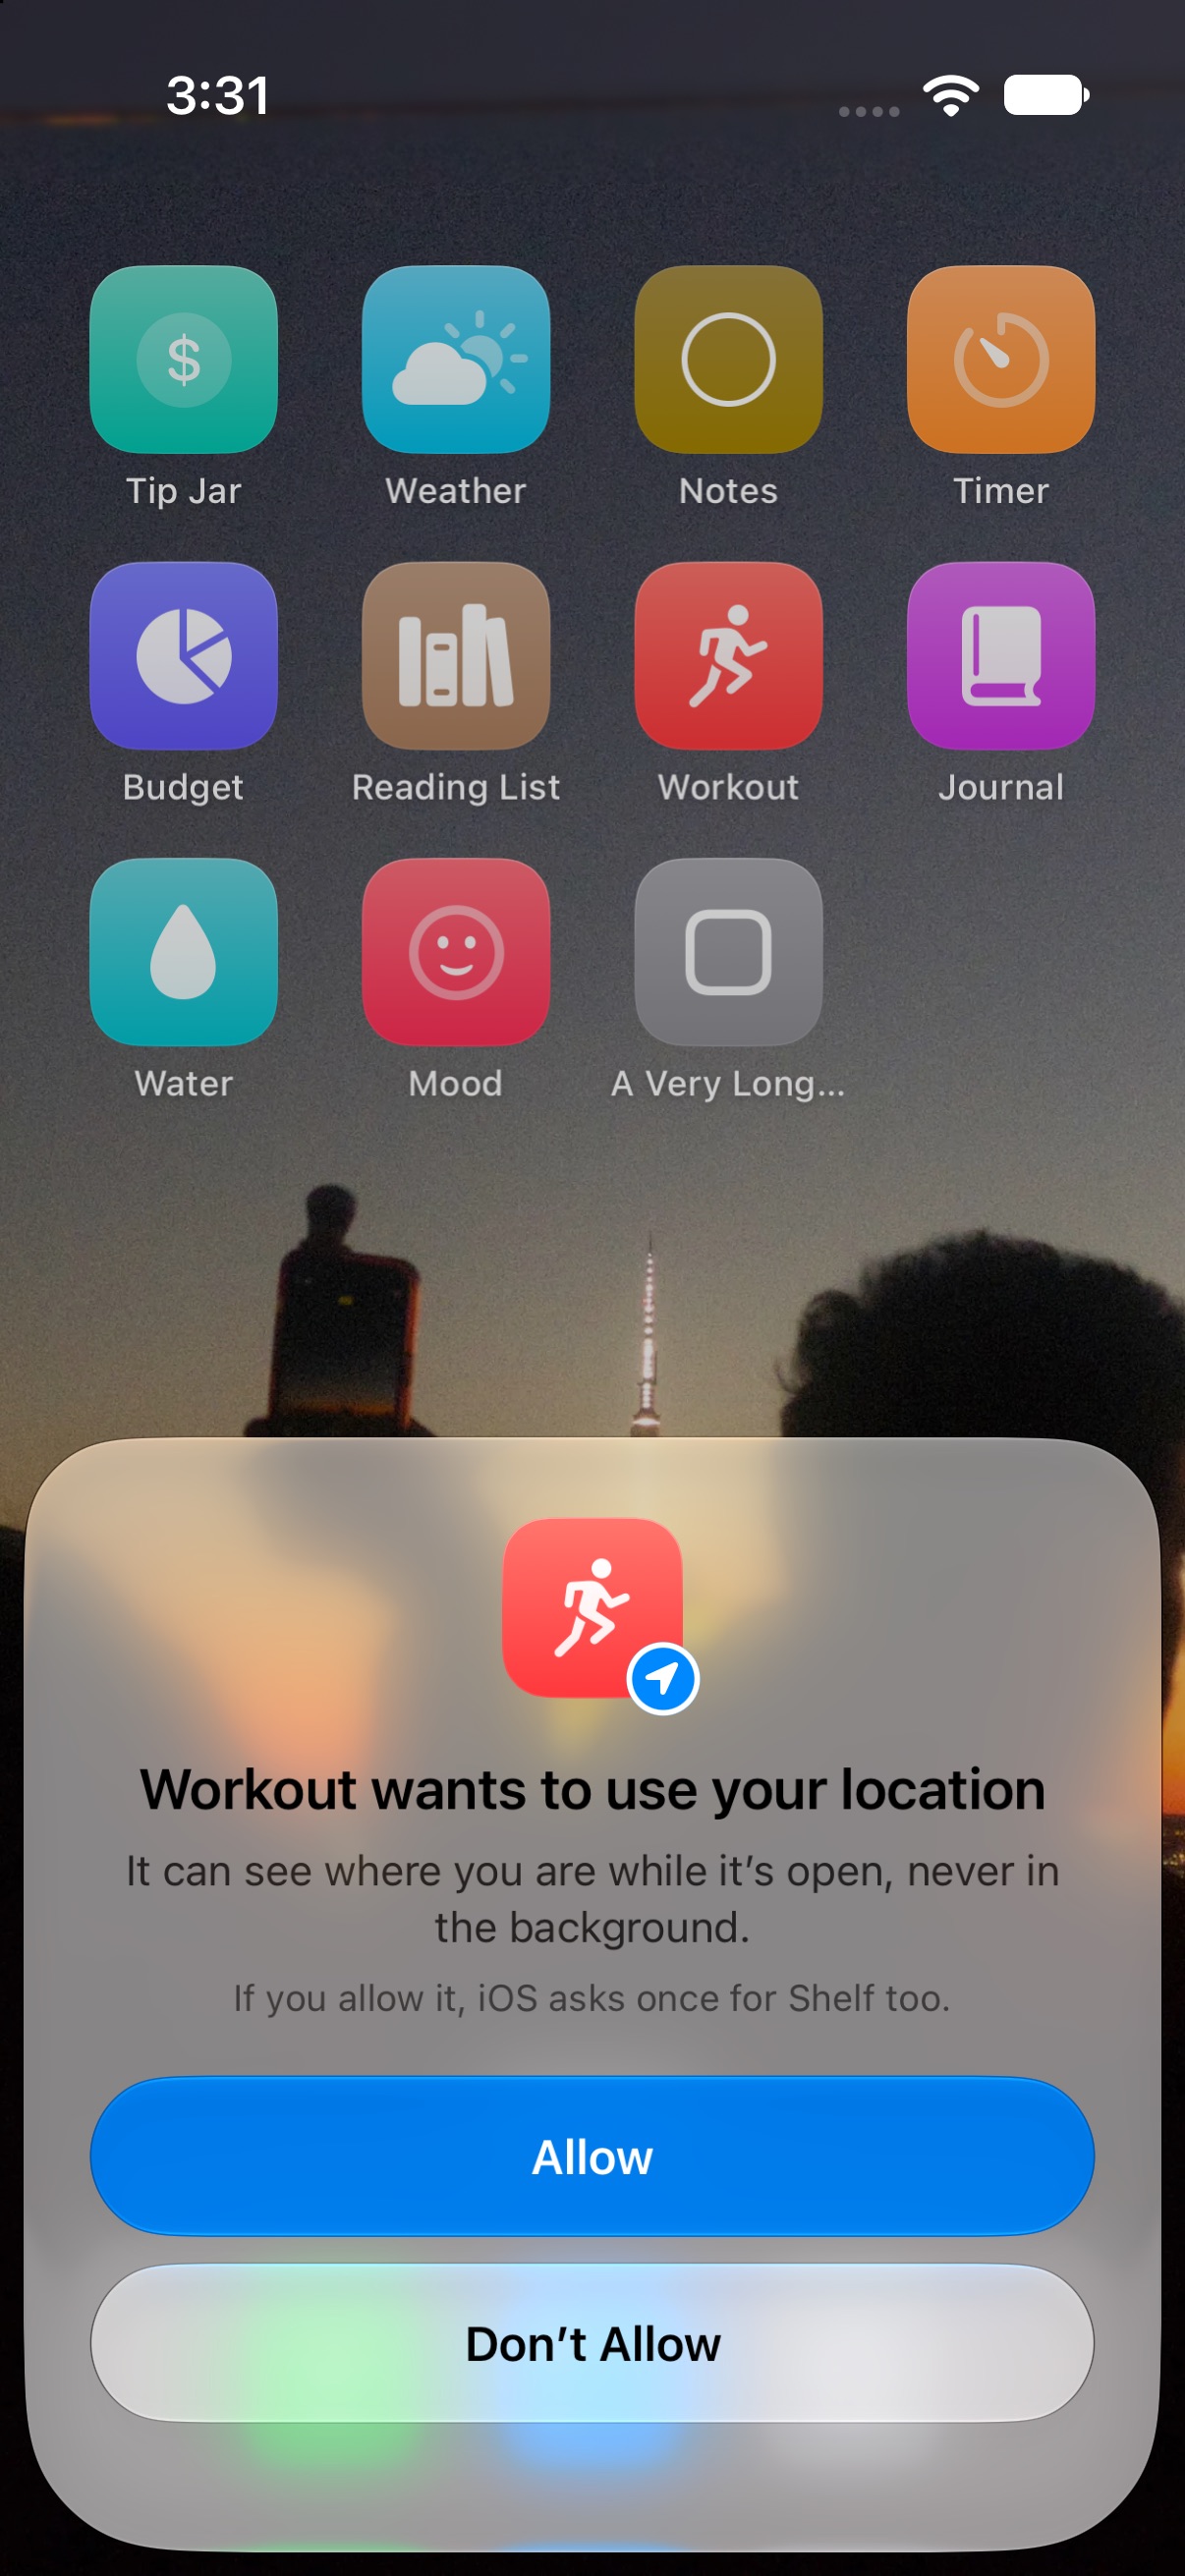 3:31
$
Tip Jar
Weather
Notes
Timer
Budget
Reading List
Workout
Journal
Water
Mood
A Very Long...
Workout wants to use your location
It can see where you are while it’s open, never in
the background.
If you allow it, iOS asks once for Shelf too.
Allow
Don’t Allow